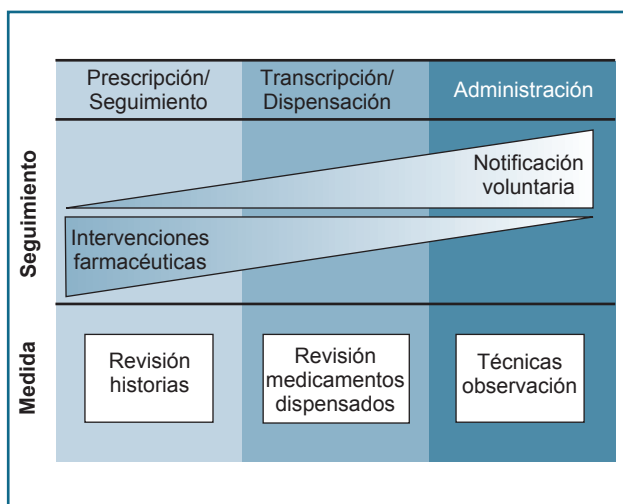 Prescripción/
Seguimiento
Transcripción/
Dispensación
Administración
Seguimiento
Notificación
voluntaria
Intervenciones
farmacéuticas
Medida
Revisión
historias
Revisión
medicamentos
dispensados
Técnicas
observación